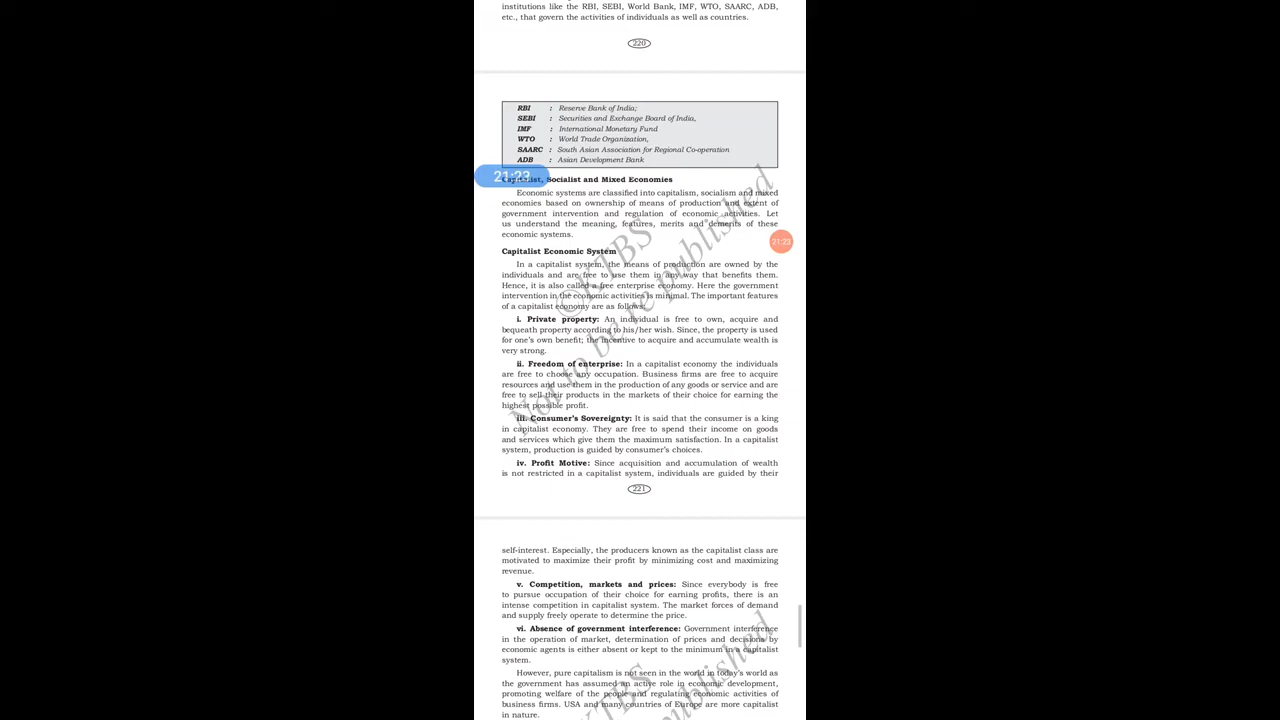 institutions like the RBI, SEBI, World Bank, IMF, WTO, SAARC, ADB,
etc., that govern the activities of individuals as well as countries.
220
RBI : Reserve Bank of India;
SEBI : Securities and Exchange Board of India,
IMF : International Monetary Fund
WTO : World Trade Organization,
SAARC : South Asian Association for Regional Co-operation
ADB : Asian Development Bank
21:23
Capitalist, Socialist and Mixed Economies
Economic systems are classified into capitalism, socialism and mixed
economies based on ownership of means of production and extent of
government intervention and regulation of economic activities. Let
us understand the meaning, features, merits and demerits of these
economic systems.
21:23
Capitalist Economic System
In a capitalist system, the means of production are owned by the
individuals and are free to use them in any way that benefits them.
Hence, it is also called a free enterprise economy. Here the government
intervention in the economic activities is minimal. The important features
of a capitalist economy are as follows:
i. Private property: An individual is free to own, acquire and
bequeath property according to his/her wish. Since, the property is used
for one's own benefit; the incentive to acquire and accumulate wealth is
very strong.
ii. Freedom of enterprise: In a capitalist economy the individuals
are free to choose any occupation. Business firms are free to acquire
resources and use them in the production of any goods or service and are
free to sell their products in the markets of their choice for earning the
highest possible profit.
iii. Consumer's Sovereignty: It is said that the consumer is a king
in capitalist economy. They are free to spend their income on goods
and services which give them the maximum satisfaction. In a capitalist
system, production is guided by consumer's choices.
iv. Profit Motive: Since acquisition and accumulation of wealth
is not restricted in a capitalist system, individuals are guided by their
221
©KTBS
Not to be re published
self-interest. Especially, the producers known as the capitalist class are
motivated to maximize their profit by minimizing cost and maximizing
revenue.
v. Competition, markets and prices: Since everybody is free
to pursue occupation of their choice for earning profits, there is an
intense competition in capitalist system. The market forces of demand
and supply freely operate to determine the price.
vi. Absence of government interference: Government interference
in the operation of market, determination of prices and decisions by
economic agents is either absent or kept to the minimum in a capitalist
system.
However, pure capitalism is not seen in the world in today's world as
the government has assumed an active role in economic development,
promoting welfare of the people and regulating economic activities of
business firms. USA and many countries of Europe are more capitalist
in nature.
KTBS
published